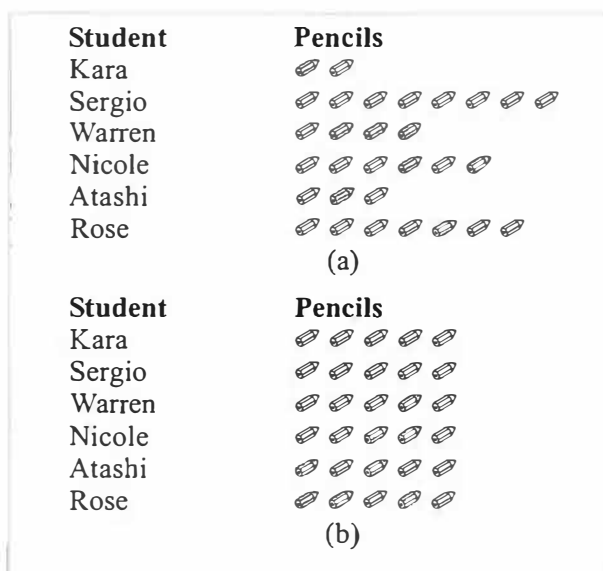 Student Pencils
Kara
Sergio
Warren
Nicole
Atashi
Rose
(a)
Student Pencils
Kara
Sergio
Warren
Nicole
Atashi
Rose
(b)